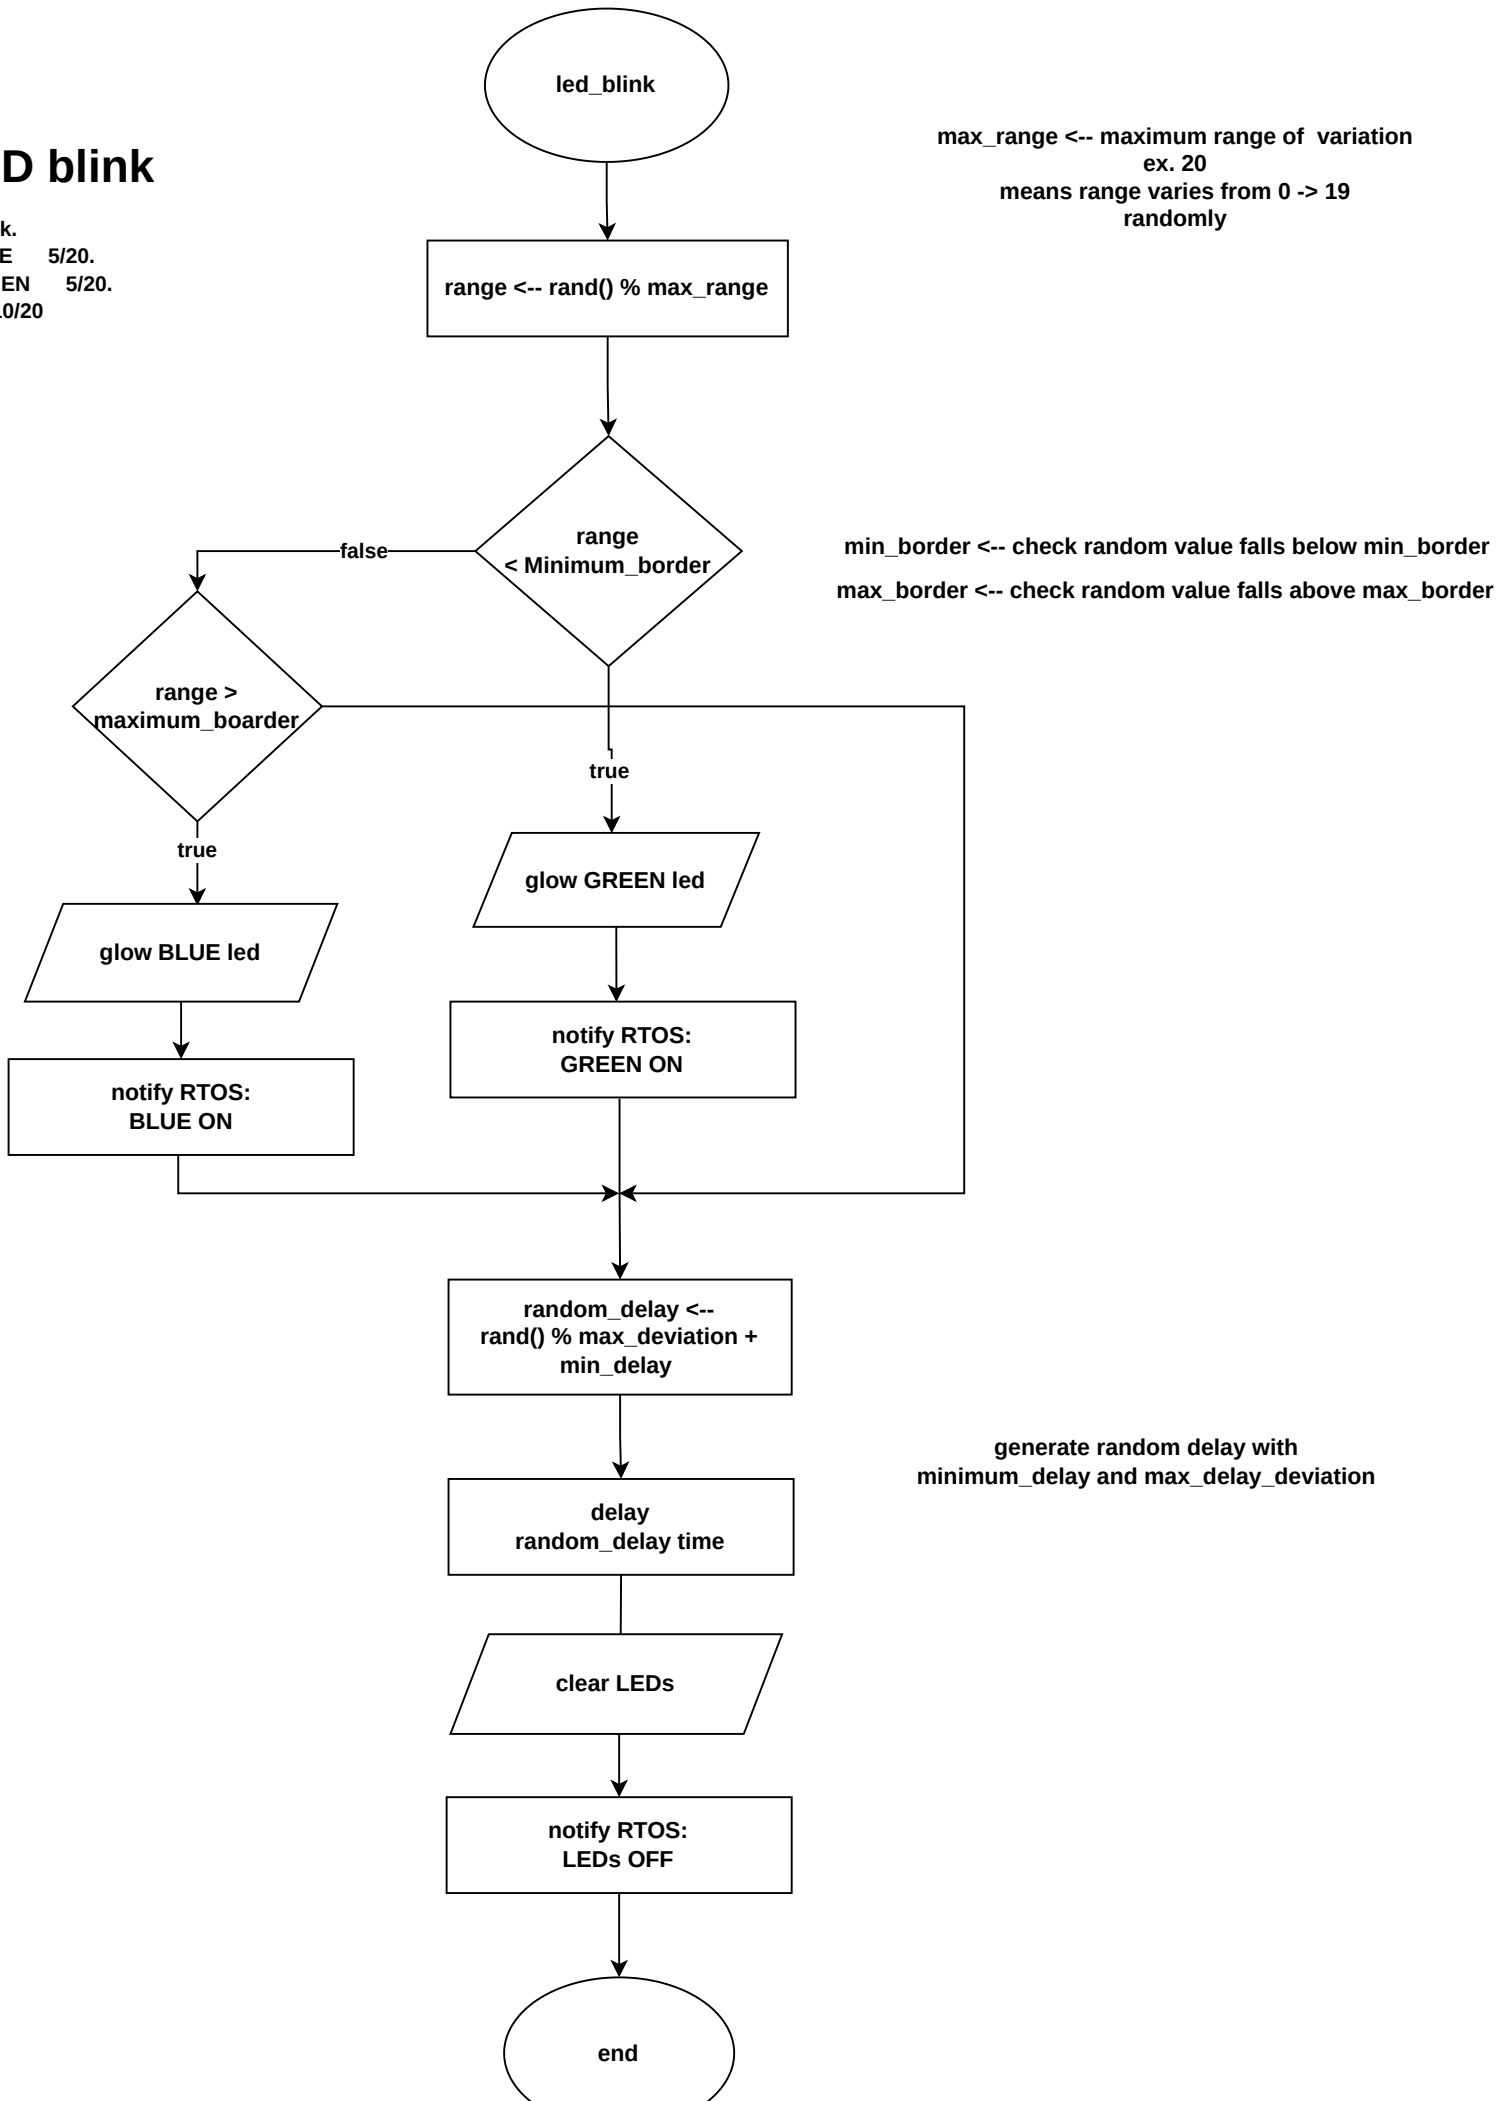 led_blink
max_range <-- maximum range of  variation
ex. 20
means range varies from 0 -> 19
randomly
D blink
k.
E      5/20.
EN      5/20.
0/20
range <-- rand() % max_range
range
< Minimum_border
false
min_border <-- check random value falls below min_border
max_border <-- check random value falls above max_border
range >
maximum_boarder
true
true
glow GREEN led
glow BLUE led
notify RTOS:
GREEN ON
notify RTOS:
BLUE ON
random_delay <--
rand() % max_deviation +
min_delay
generate random delay with
minimum_delay and max_delay_deviation
delay
random_delay time
clear LEDs
notify RTOS:
LEDs OFF
end